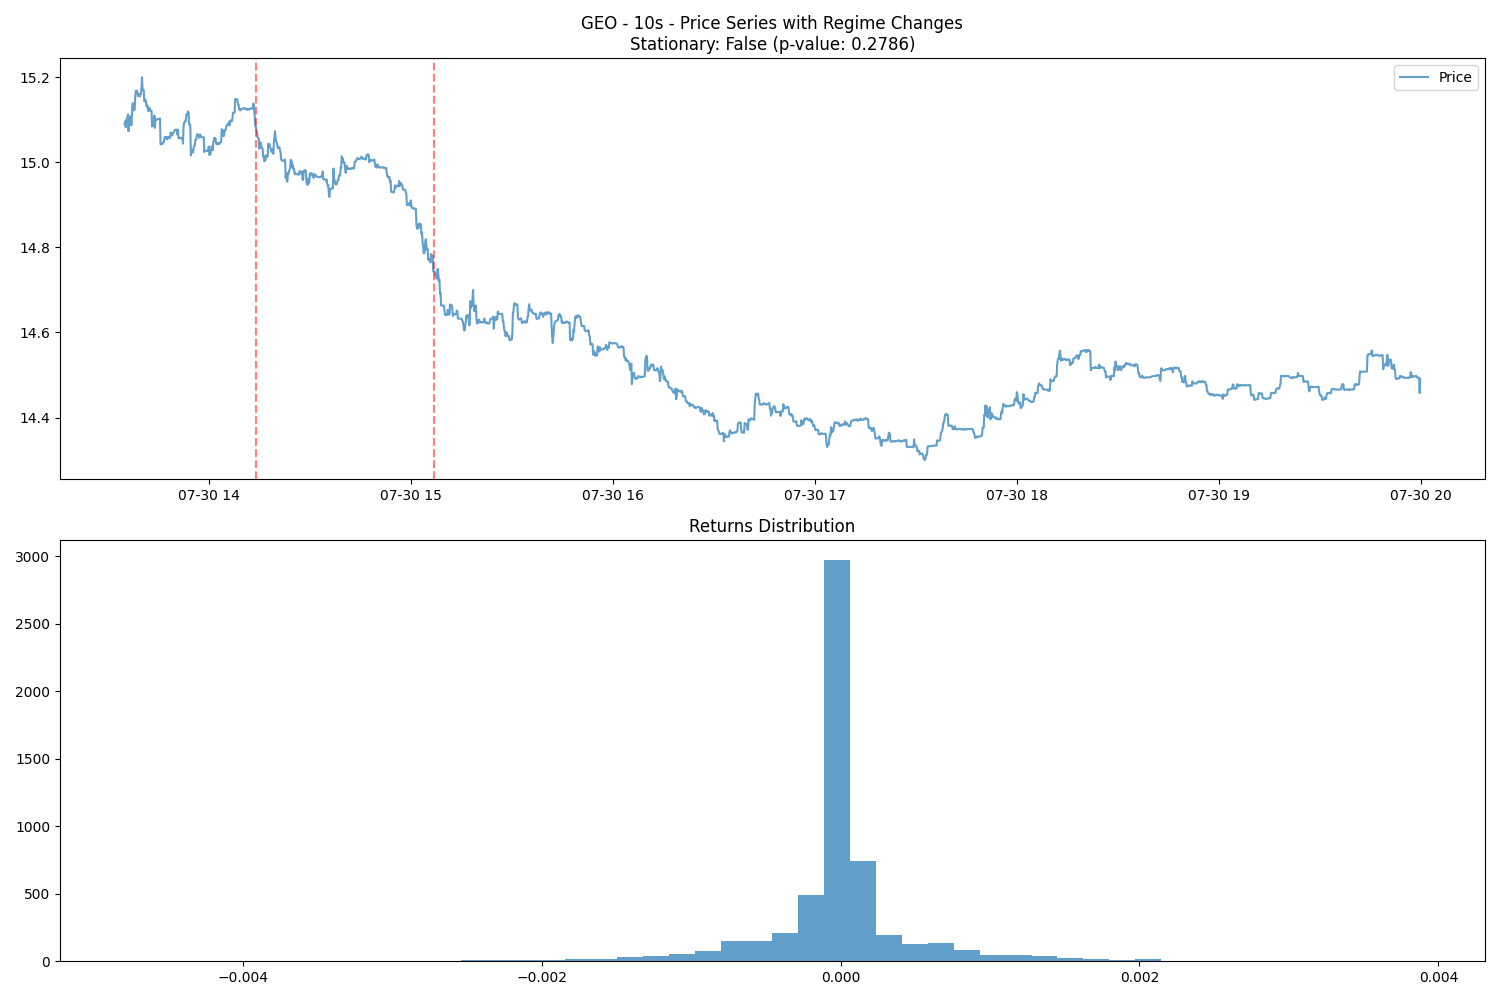 GEO - 10s - Price Series with Regime Changes
Stationary: False (p-value: 0.2786)
Price
15.2
15.0
14.8
14.6
14.4
07-30 14 07-30 15 07-30 16 07-30 17 07-30 18 07-30 19 07-30 20
Returns Distribution
3000
2500
2000
1500
1000
500
0
−0.004 −0.002 0.000 0.002 0.004